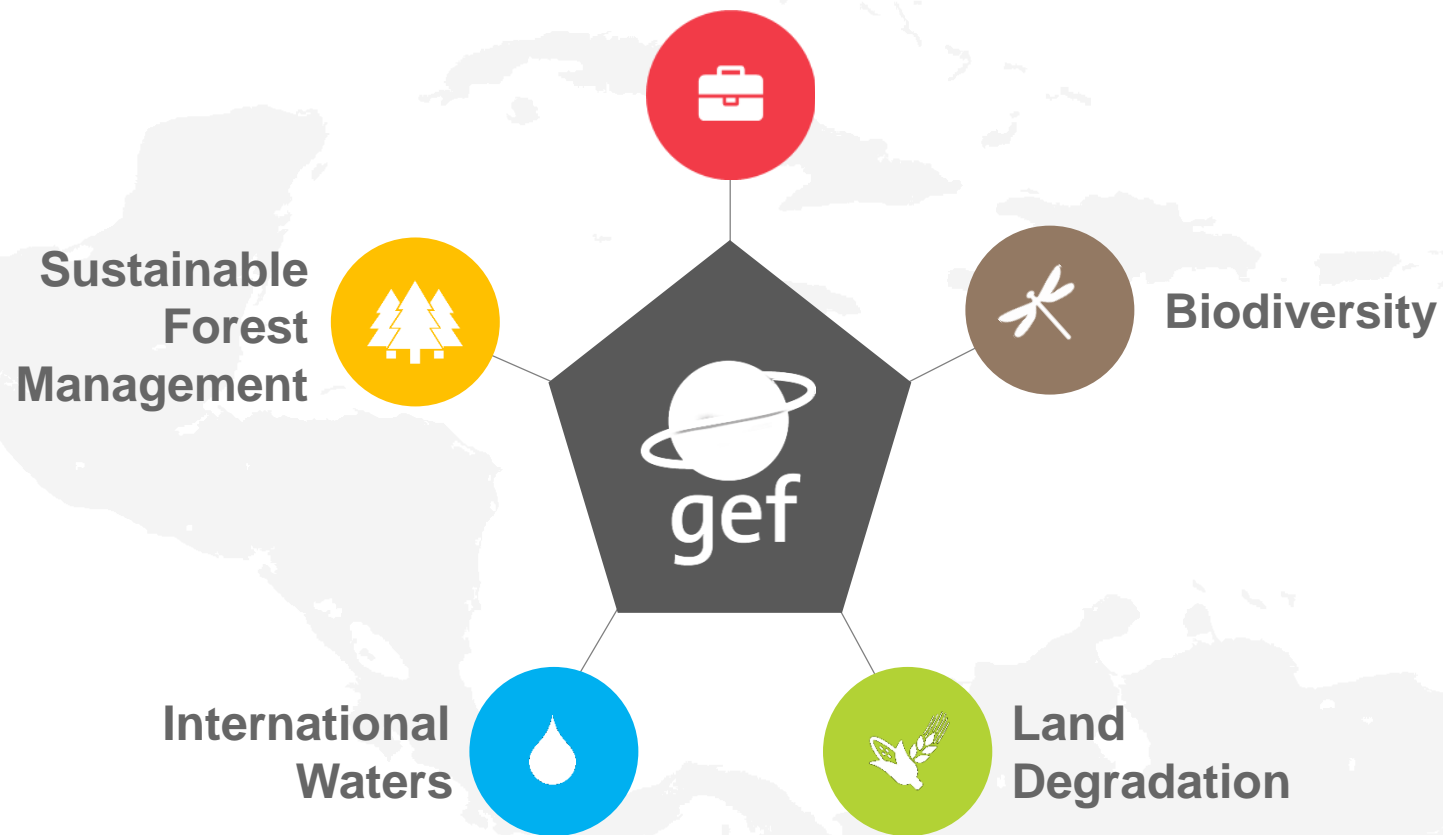 Sustainable
Forest
Management
Biodiversity
gef
International
Waters
Land
Degradation